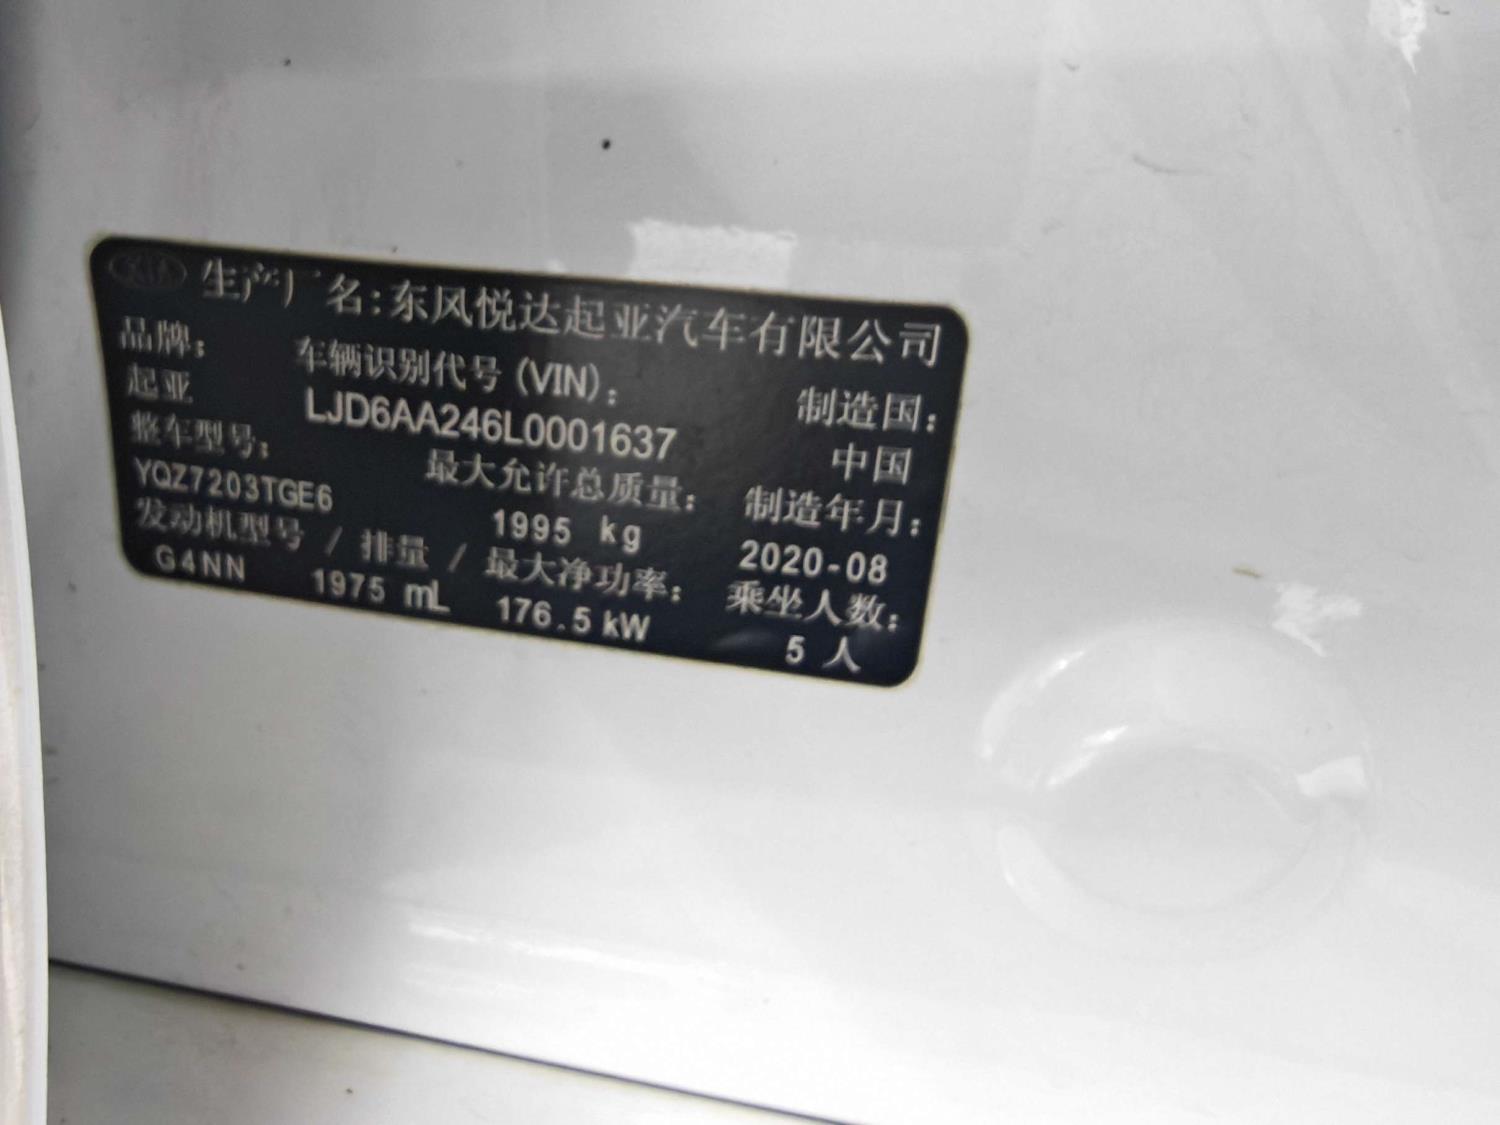 KIA 生产厂名:东风悦达起亚汽车有限公司
品牌: 车辆识别代号(VIN): 制造国:
起亚 LJD6AA246L0001637 中国
整车型号: 最大允许总质量: 制造年月:
YQZ7203TGE6 1995 kg 2020-08
发动机型号 / 排量 / 最大净功率: 乘坐人数:
G4NN 1975 mL 176.5 kW 5 人